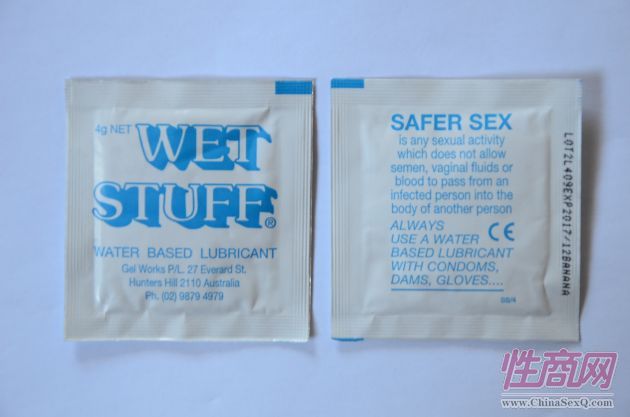 4g NET WET
STUFF®
WATER BASED LUBRICANT
Gel Works P/L. 27 Everard St.
Hunters Hill 2110 Australia
Ph. (02) 9879 4979
SAFER SEX
is any sexual activity
which does not allow
semen, vaginal fluids or
blood to pass from an
infected person into the
body of another person
ALWAYS
USE A WATER CE
BASED LUBRICANT
WITH CONDOMS,
DAMS, GLOVES....
LOT2L409EXP2017/12BANANA
性商网
www.ChinaSexQ.com